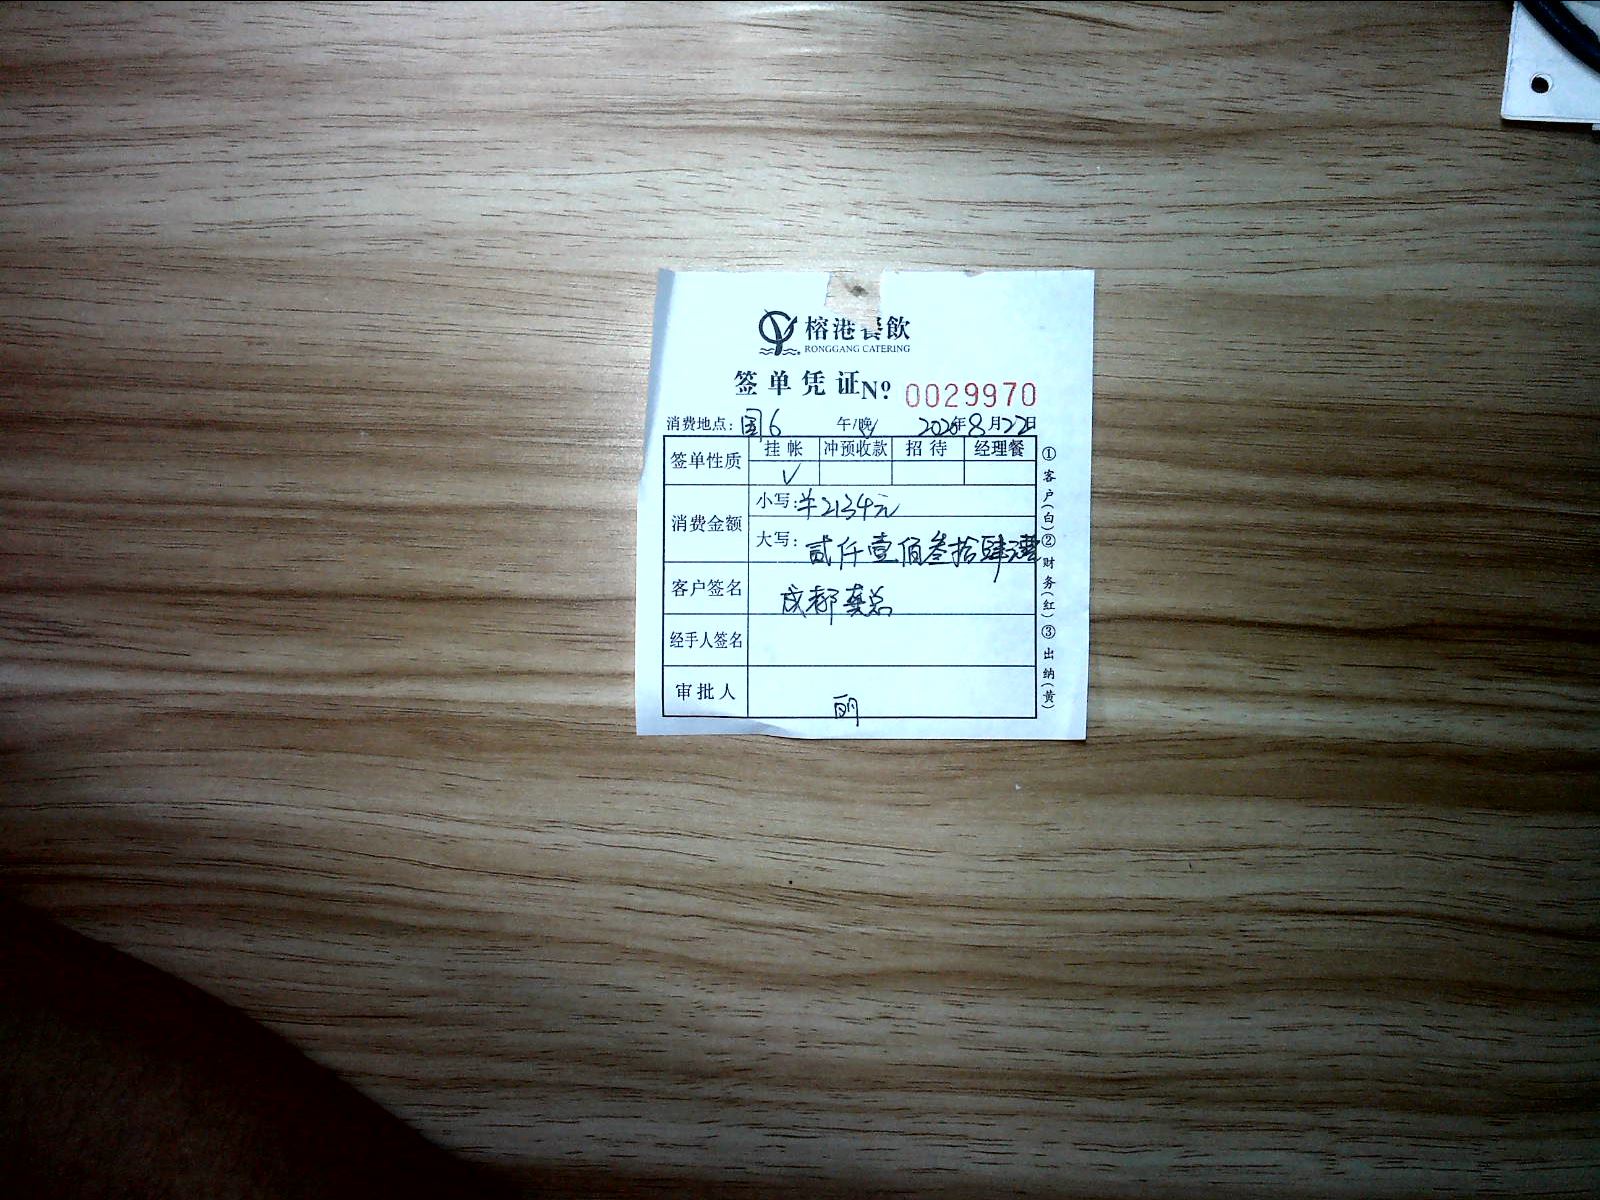 榕港餐飲
RONGGANG CATERING
签单凭证 Nº 0029970
消费地点: 国6 午/晚 2020年8月22日
签单性质 挂帐 冲预收款 招待 经理餐
√
消费金额 小写: ¥2134元
大写: 贰仟壹佰叁拾肆元整
客户签名 成都龚总
经手人签名
审批人 丽
①客户(白)②财务(红)③出纳(黄)